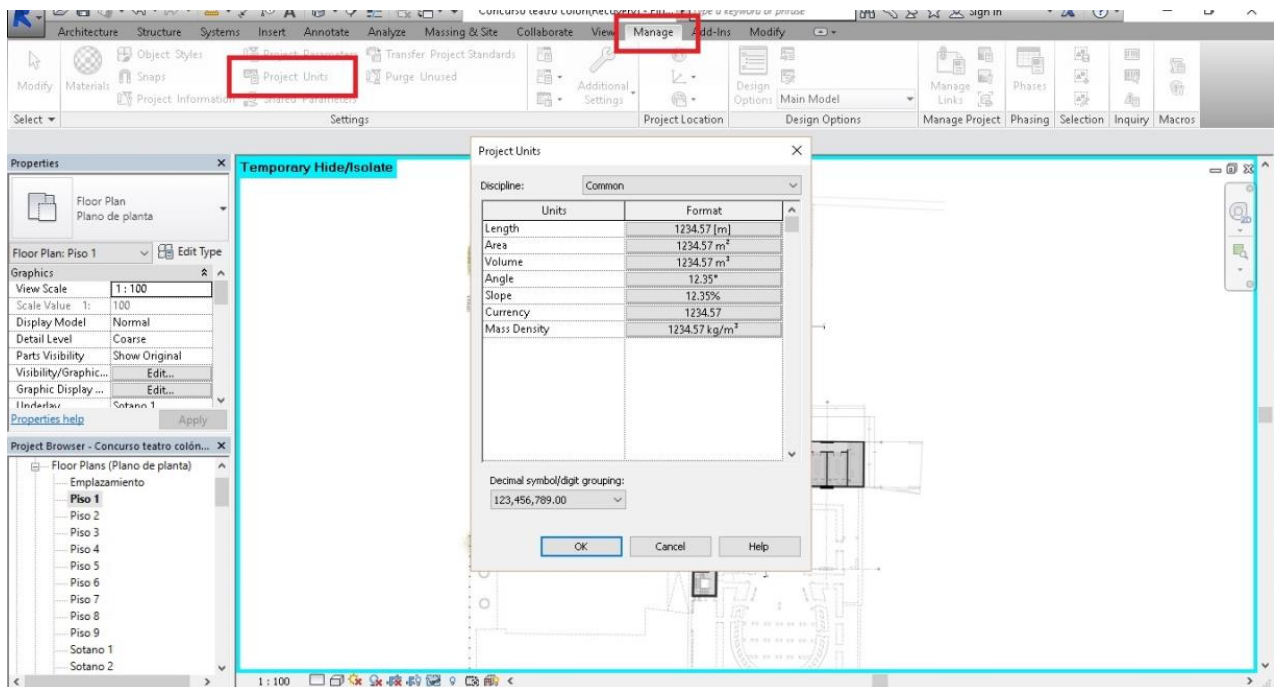 Concurso teatro colón(Recovery) - Type a keyword or phrase Sign In
Architecture Structure Systems Insert Annotate Analyze Massing & Site Collaborate View Manage Add-Ins Modify
Modify
Materials
Object Styles
Snaps
Project Information
Project Parameters
Project Units
Shared Parameters
Transfer Project Standards
Purge Unused
Additional Settings
Design Options
Main Model
Manage Links
Phases
Select Settings Project Location Design Options Manage Project Phasing Selection Inquiry Macros
Properties
Floor Plan
Plano de planta
Floor Plan: Piso 1 Edit Type
Graphics
View Scale 1 : 100
Scale Value 1: 100
Display Model Normal
Detail Level Coarse
Parts Visibility Show Original
Visibility/Graphic... Edit...
Graphic Display ... Edit...
Underlay Sotano 1
Properties help Apply
Project Browser - Concurso teatro colón...
Floor Plans (Plano de planta)
Emplazamiento
Piso 1
Piso 2
Piso 3
Piso 4
Piso 5
Piso 6
Piso 7
Piso 8
Piso 9
Sotano 1
Sotano 2
Temporary Hide/Isolate
Project Units
Discipline: Common
Units Format
Length 1234.57 [m]
Area 1234.57 m²
Volume 1234.57 m³
Angle 12.35°
Slope 12.35%
Currency 1234.57
Mass Density 1234.57 kg/m³
Decimal symbol/digit grouping:
123,456,789.00
OK Cancel Help
2D
1 : 100